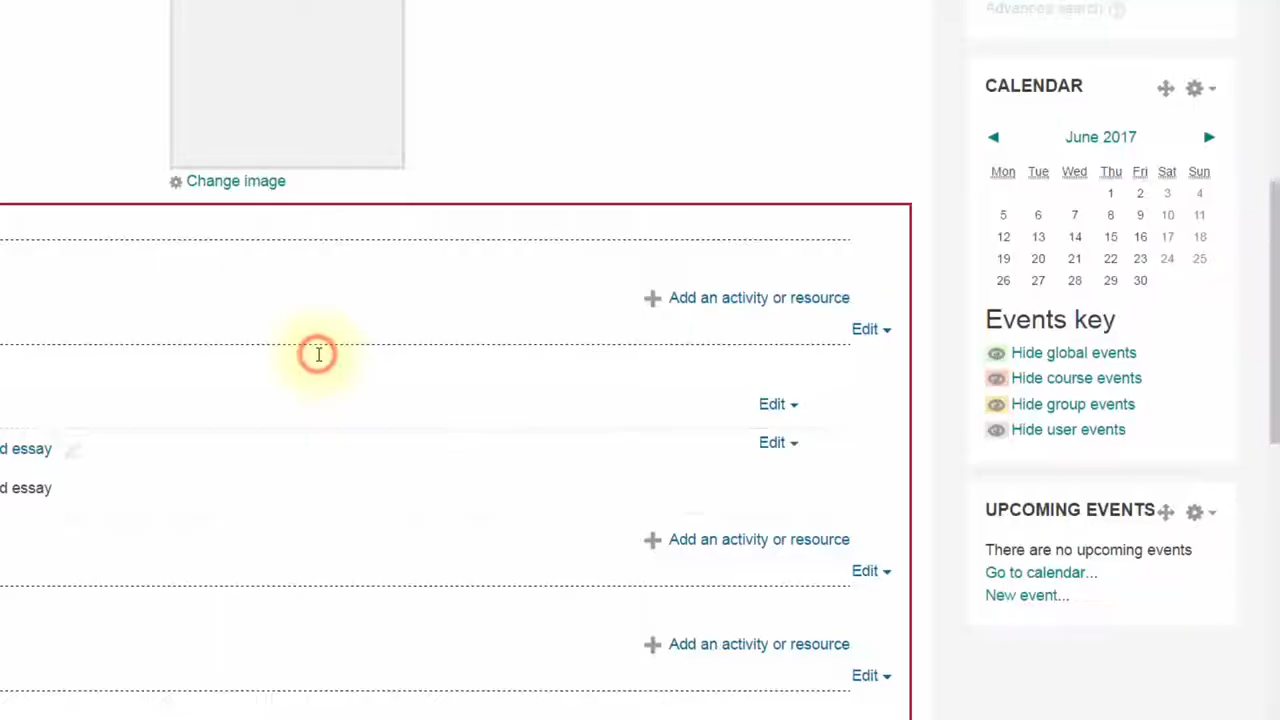 Advanced search
Change image
Add an activity or resource
Edit
Edit
Edit
d essay
d essay
Add an activity or resource
Edit
Add an activity or resource
Edit
CALENDAR
June 2017
Mon Tue Wed Thu Fri Sat Sun
1 2 3 4
5 6 7 8 9 10 11
12 13 14 15 16 17 18
19 20 21 22 23 24 25
26 27 28 29 30
Events key
Hide global events
Hide course events
Hide group events
Hide user events
UPCOMING EVENTS
There are no upcoming events
Go to calendar...
New event...